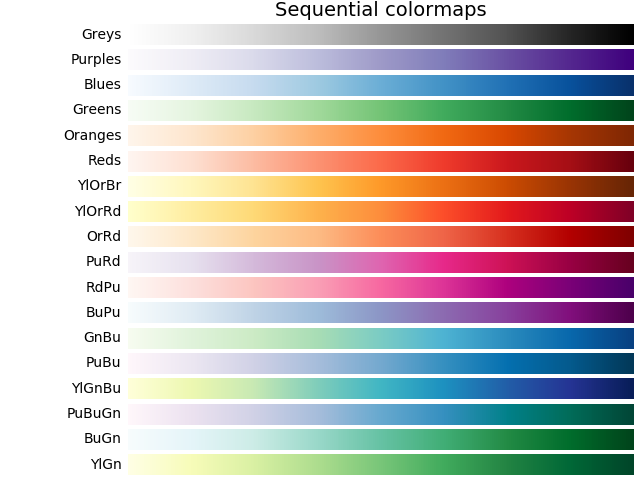 Sequential colormaps
Greys
Purples
Blues
Greens
Oranges
Reds
YlOrBr
YlOrRd
OrRd
PuRd
RdPu
BuPu
GnBu
PuBu
YlGnBu
PuBuGn
BuGn
YlGn